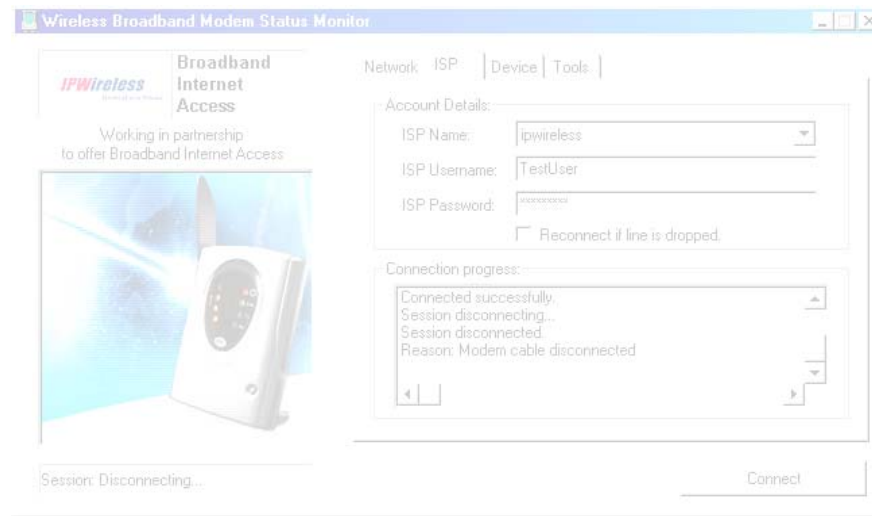 Wireless Broadband Modem Status Monitor
IPWireless
Broadband
Internet
Access
Working in partnership
to offer Broadband Internet Access
Network ISP Device Tools
Account Details:
ISP Name: ipwireless
ISP Username: TestUser
ISP Password: xxxxxxxxx
Reconnect if line is dropped.
Connection progress:
Connected successfully.
Session disconnecting...
Session disconnected
Reason: Modem cable disconnected
Session: Disconnecting...
Connect